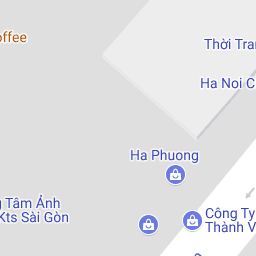 offee
Thời Tran
Ha Noi C
Ha Phuong
g Tâm Ảnh
Kts Sài Gòn
Công Ty
Thành V